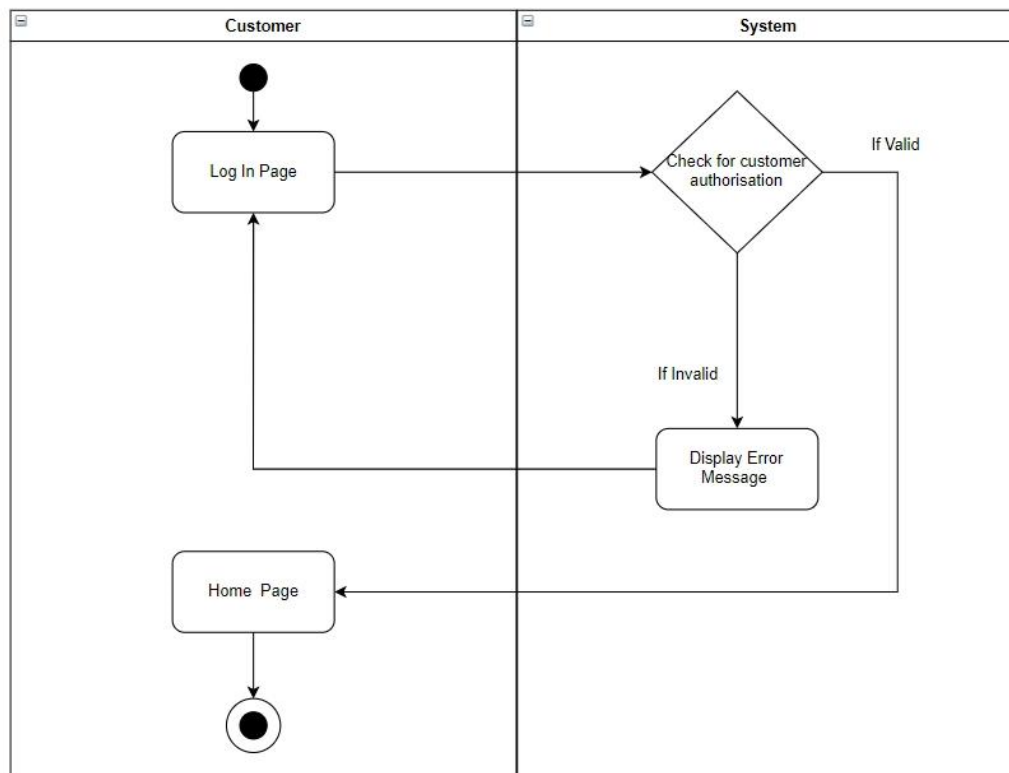 Customer
System
Log In Page
Check for customer
authorisation
If Valid
If Invalid
Display Error
Message
Home Page